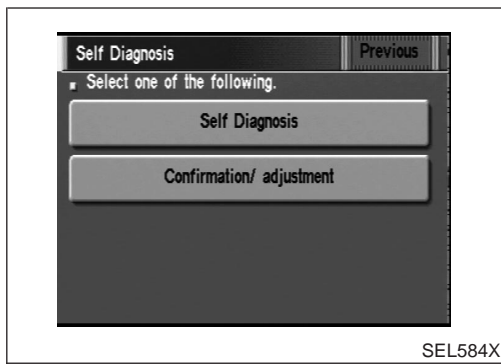 Self Diagnosis Previous
Select one of the following.
Self Diagnosis
Confirmation/ adjustment
SEL584X